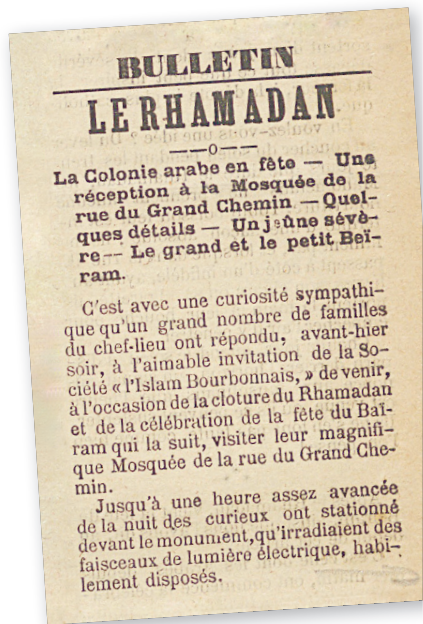 BULLETIN
LE RHAMADAN
——o——
La Colonie arabe en fête — Une
réception à la Mosquée de la
rue du Grand Chemin — Quel-
ques détails — Un jeûne sévè-
re — Le grand et le petit Beï-
ram.
C'est avec une curiosité sympathi-
que qu'un grand nombre de familles
du chef-lieu ont répondu, avant-hier
soir, à l'aimable invitation de la So-
ciété « l'Islam Bourbonnais, » de venir,
à l'occasion de la cloture du Rhamadan
et de la célébration de la fête du Baï-
ram qui la suit, visiter leur magnifi-
que Mosquée de la rue du Grand Che-
min.
Jusqu'à une heure assez avancée
de la nuit des curieux ont stationné
devant le monument, qu'irradiaient des
faisceaux de lumière électrique, habi-
lement disposés.